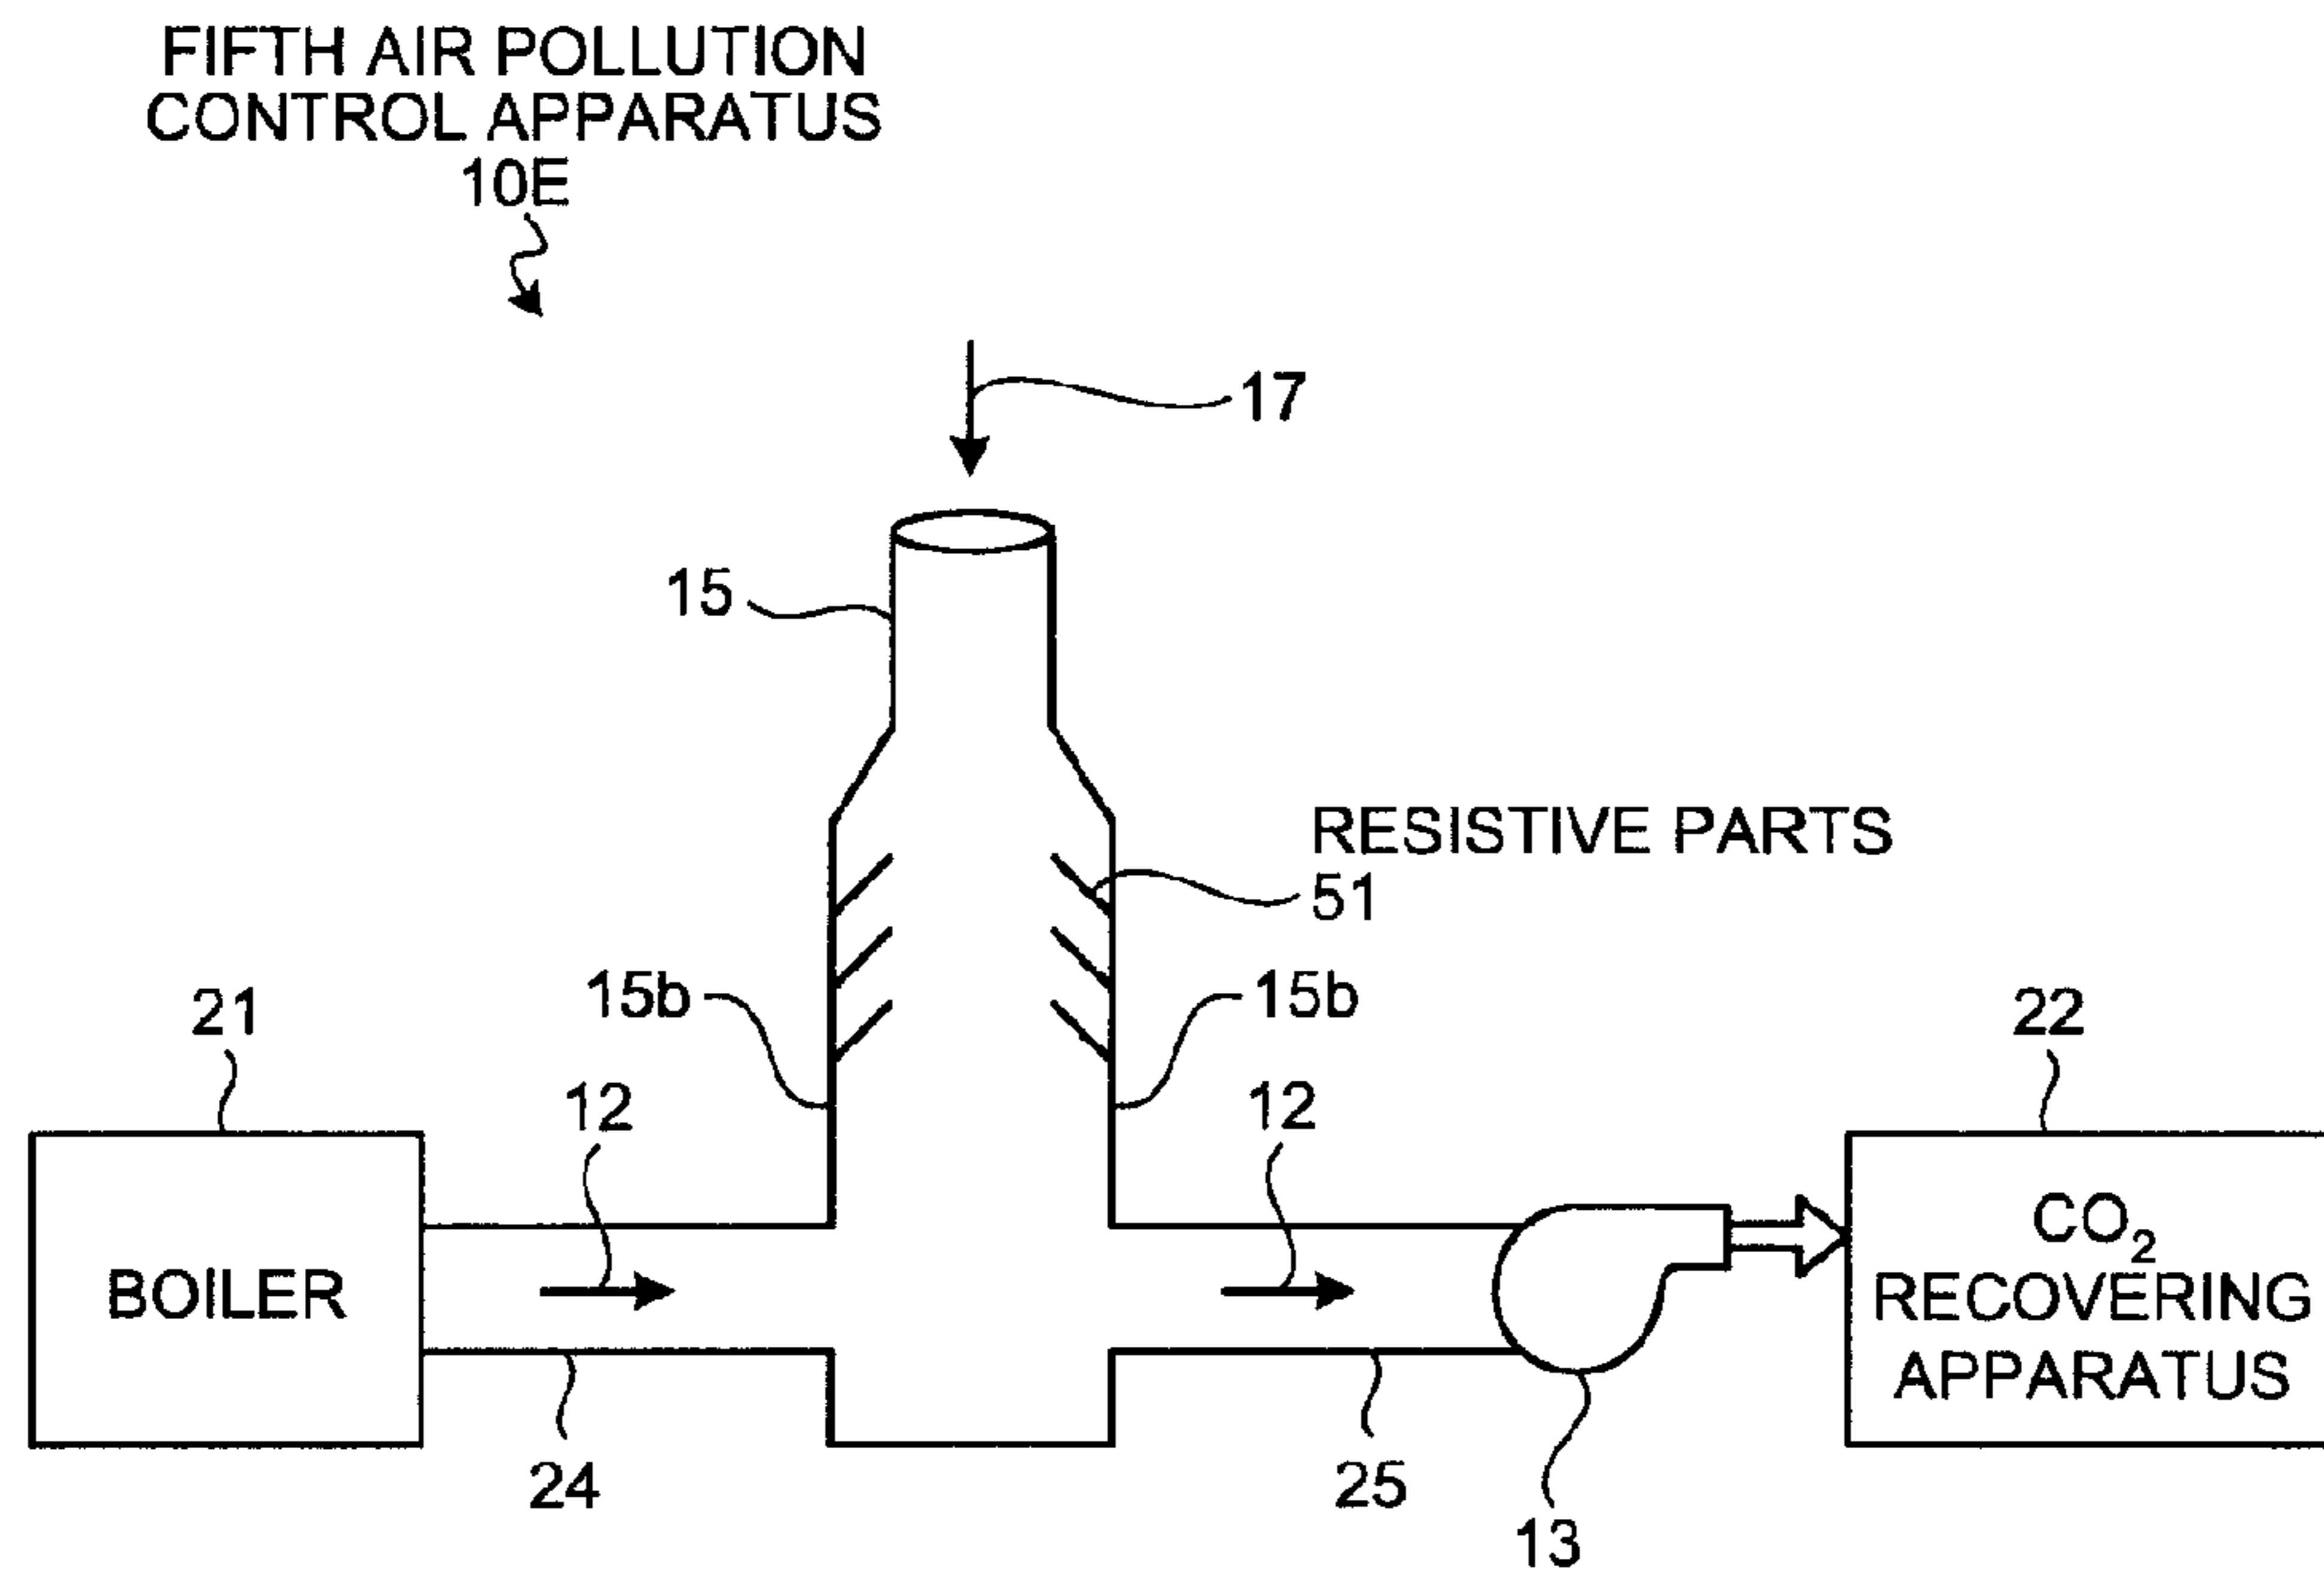 FIFTH AIR POLLUTION
CONTROL APPARATUS
10E
17
15
RESISTIVE PARTS
51
15b
15b
21
22
12
12
BOILER
CO2
RECOVERING
APPARATUS
24
25
13